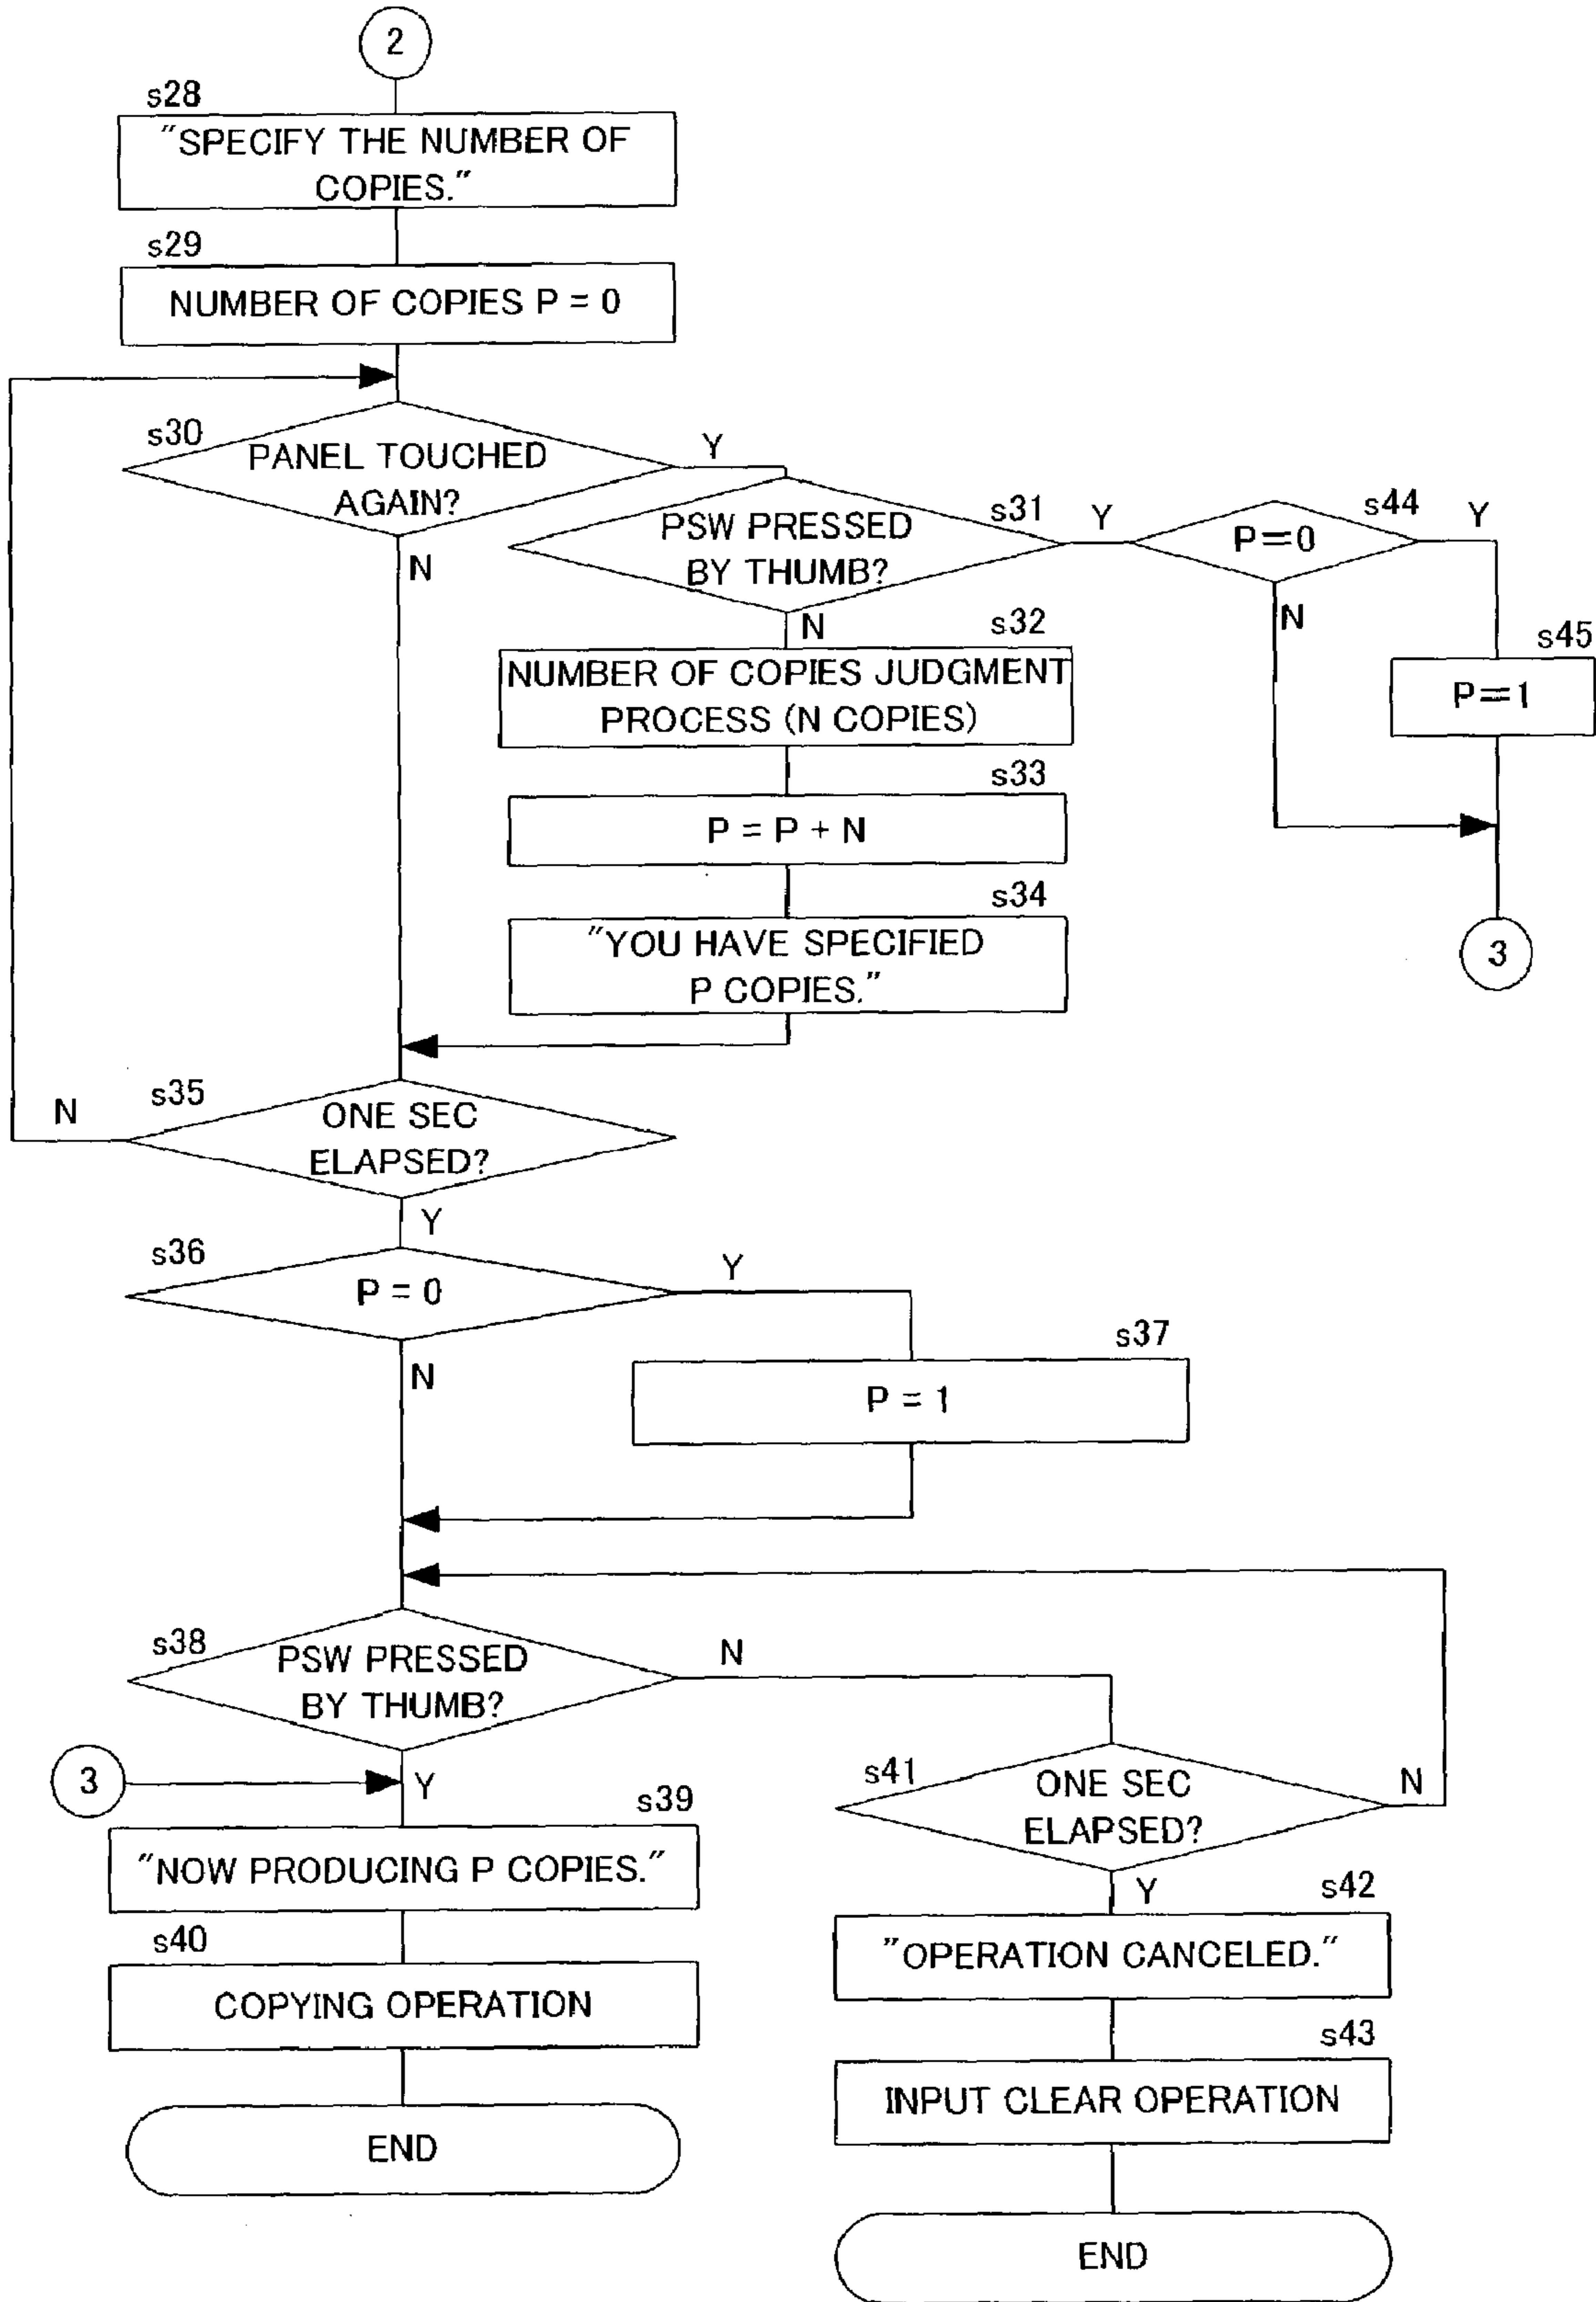 2
s28
"SPECIFY THE NUMBER OF
COPIES."
s29
NUMBER OF COPIES P = 0
s30
PANEL TOUCHED
AGAIN?
Y
N
s31
PSW PRESSED
BY THUMB?
Y
N
s44
P=0
Y
N
s45
P=1
3
s32
NUMBER OF COPIES JUDGMENT
PROCESS (N COPIES)
s33
P = P + N
s34
"YOU HAVE SPECIFIED
P COPIES."
s35
ONE SEC
ELAPSED?
N
Y
s36
P = 0
Y
N
s37
P = 1
s38
PSW PRESSED
BY THUMB?
N
Y
3
s39
"NOW PRODUCING P COPIES."
s40
COPYING OPERATION
END
s41
ONE SEC
ELAPSED?
N
Y
s42
"OPERATION CANCELED."
s43
INPUT CLEAR OPERATION
END